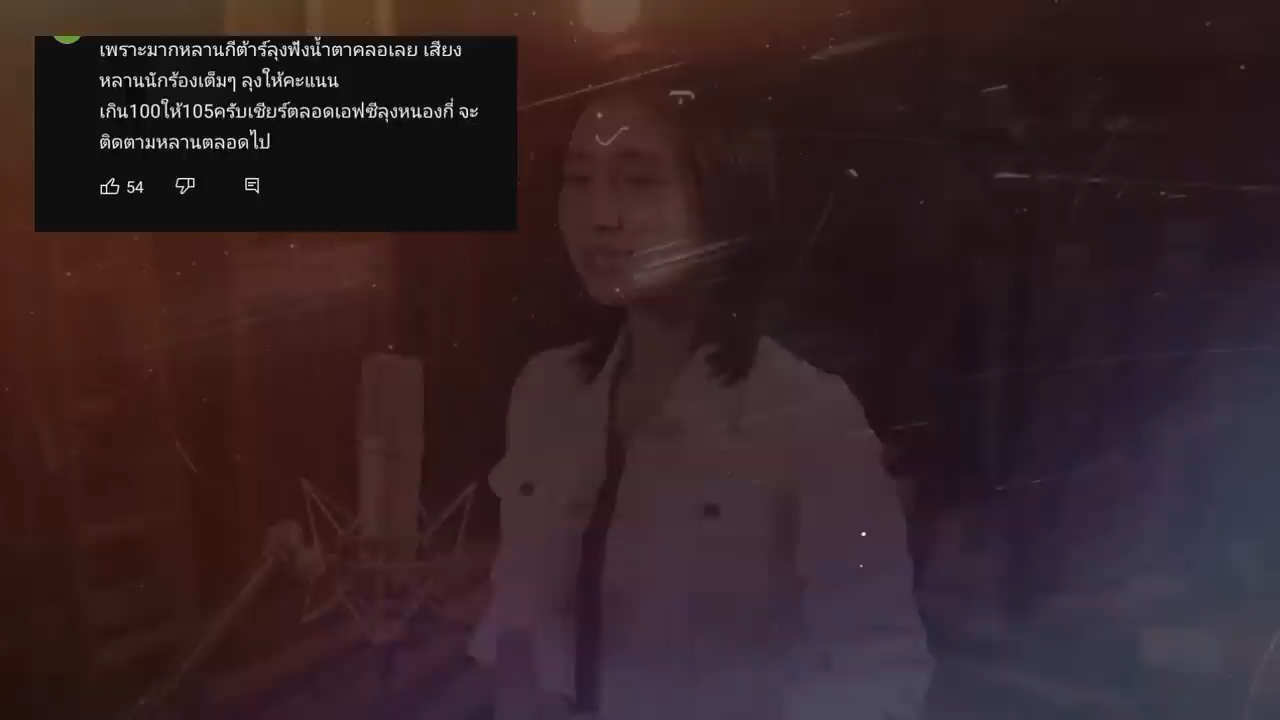 เพราะมากหลานกีต้าร์ลุงฟังน้ำตาคลอเลย เสียง
หลานนักร้องเต็มๆ ลุงให้คะแนน
เกิน100ให้105ครับเชียร์ตลอดเอฟซีลุงหนองกี่ จะ
ติดตามหลานตลอดไป
54